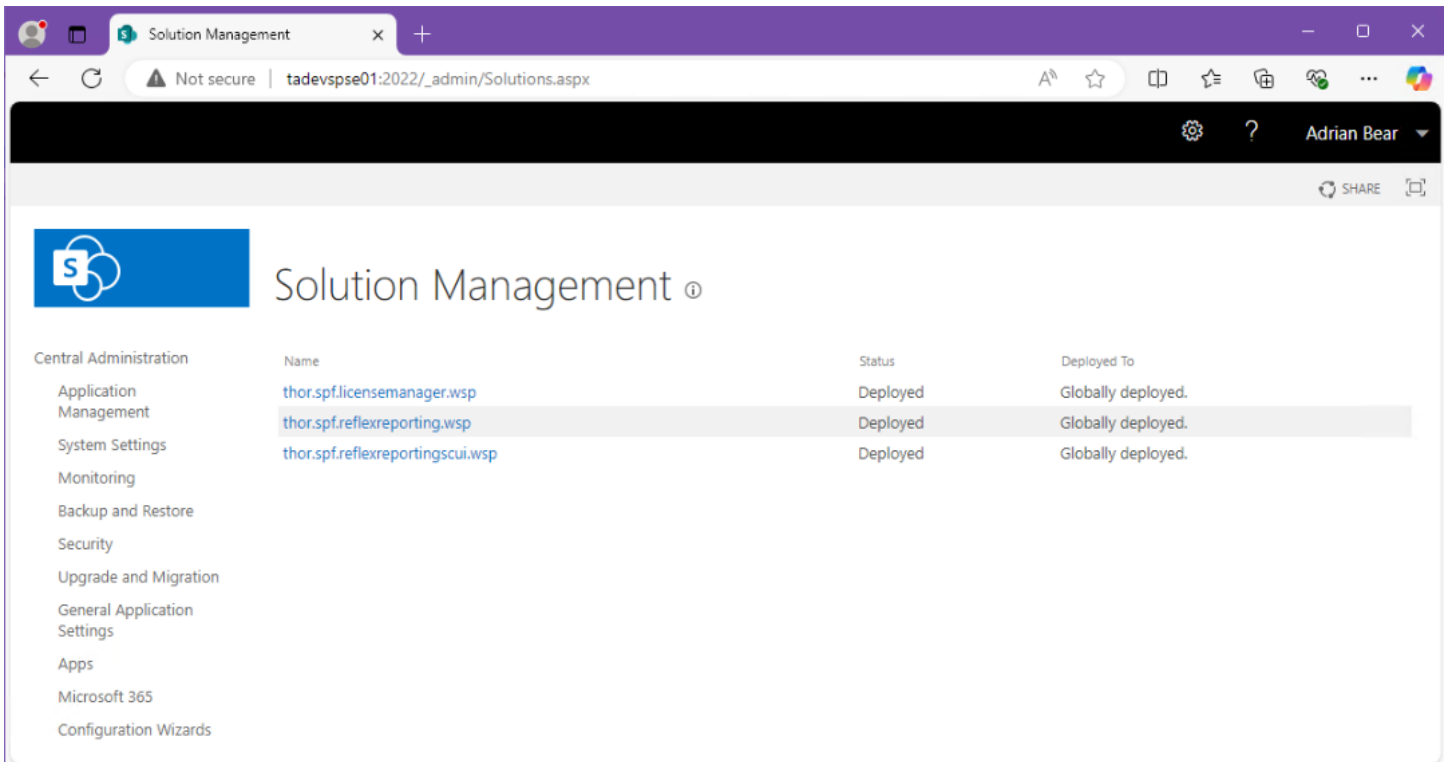 Solution Management
Not secure | tadevspse01:2022/_admin/Solutions.aspx
? Adrian Bear
SHARE
S
Solution Management
Central Administration
Application
Management
System Settings
Monitoring
Backup and Restore
Security
Upgrade and Migration
General Application
Settings
Apps
Microsoft 365
Configuration Wizards
Name Status Deployed To
thor.spf.licensemanager.wsp Deployed Globally deployed.
thor.spf.reflexreporting.wsp Deployed Globally deployed.
thor.spf.reflexreportingscui.wsp Deployed Globally deployed.